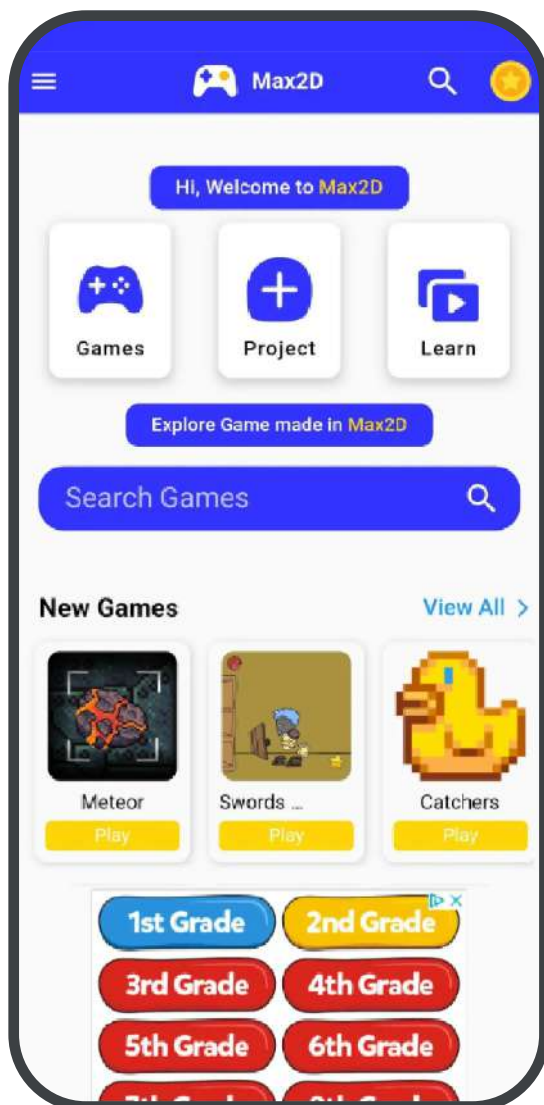 Max2D
Hi, Welcome to Max2D
Games
Project
Learn
Explore Game made in Max2D
Search Games
New Games
View All >
Meteor
Swords ...
Catchers
Play
Play
Play
1st Grade
2nd Grade
3rd Grade
4th Grade
5th Grade
6th Grade